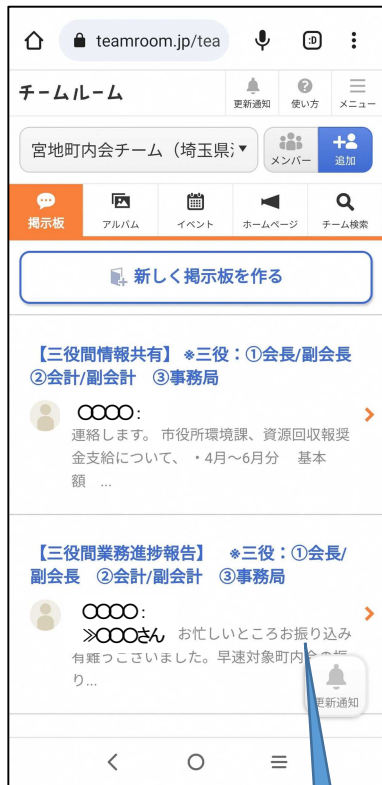 teamroom.jp/tea
:D
チームルーム
更新通知 使い方 メニュー
宮地町内会チーム（埼玉県
メンバー 追加
掲示板 アルバム イベント ホームページ チーム検索
新しく掲示板を作る
【三役間情報共有】 ※三役：①会長/副会長
②会計/副会計 ③事務局
〇〇〇〇：
連絡します。 市役所環境課、資源回収報奨
金支給について、 ・4月～6月分 基本
額 ...
【三役間業務進捗報告】 ※三役：①会長/
副会長 ②会計/副会計 ③事務局
〇〇〇〇：
≫〇〇〇さん お忙しいところお振り込み
有難うございました。早速対象町内会の振
り...
更新通知